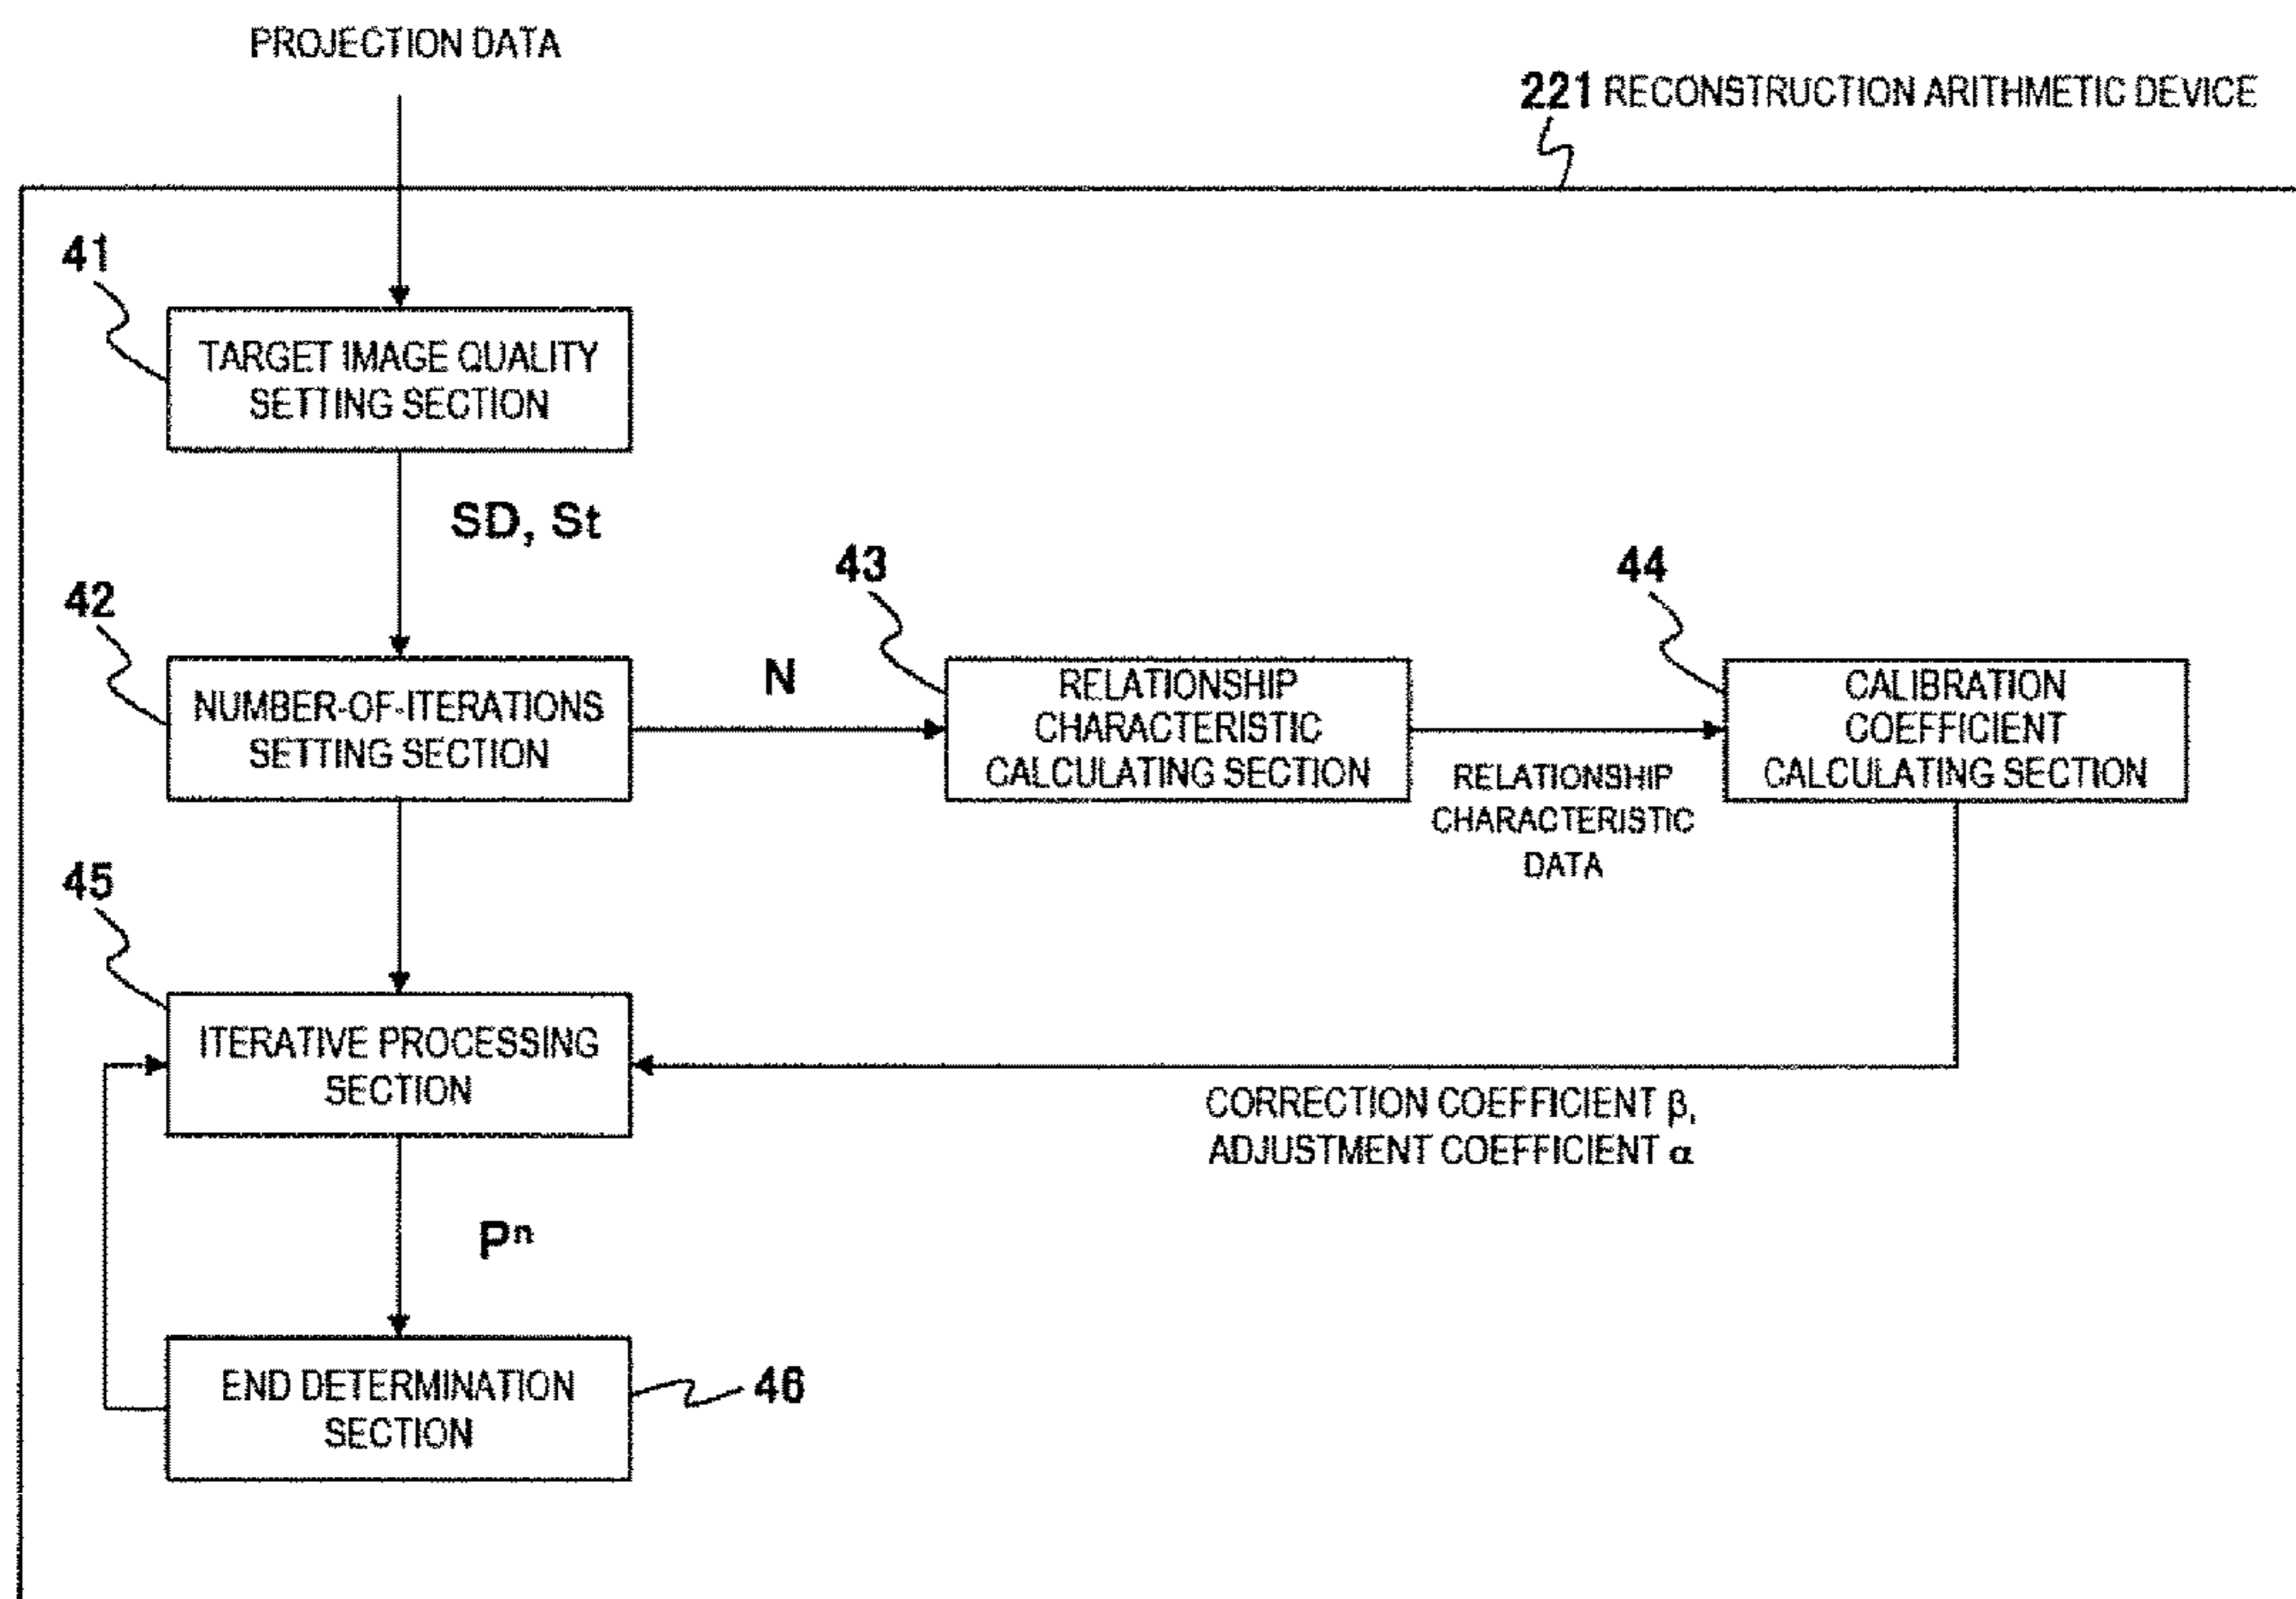 PROJECTION DATA
221 RECONSTRUCTION ARITHMETIC DEVICE
41
TARGET IMAGE QUALITY
SETTING SECTION
SD, St
42
NUMBER-OF-ITERATIONS
SETTING SECTION
N
43
RELATIONSHIP
CHARACTERISTIC
CALCULATING SECTION
RELATIONSHIP
CHARACTERISTIC
DATA
44
CALIBRATION
COEFFICIENT
CALCULATING SECTION
45
ITERATIVE PROCESSING
SECTION
CORRECTION COEFFICIENT β,
ADJUSTMENT COEFFICIENT α
Pⁿ
END DETERMINATION
SECTION
46